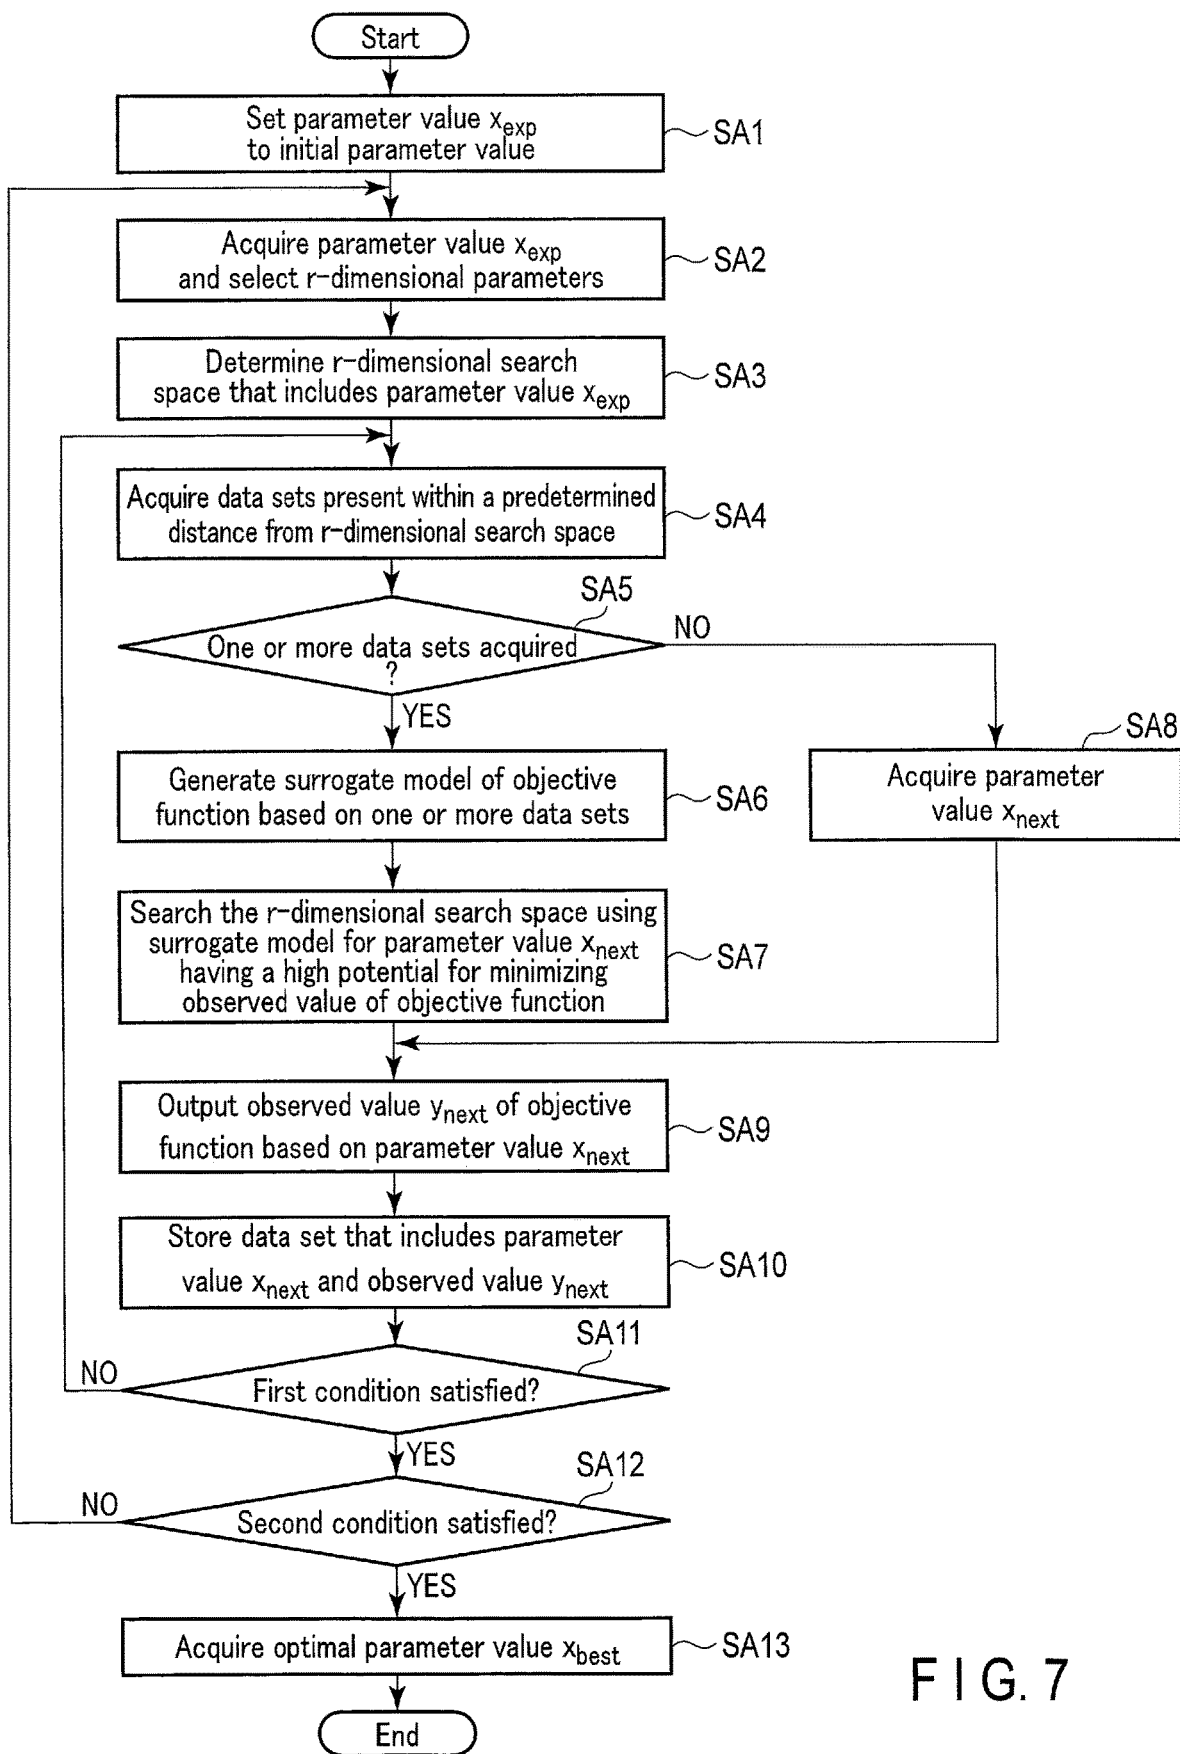 Start
Set parameter value xexp
to initial parameter value
SA1
Acquire parameter value xexp
and select r-dimensional parameters
SA2
Determine r-dimensional search
space that includes parameter value xexp
SA3
Acquire data sets present within a predetermined
distance from r-dimensional search space
SA4
SA5
One or more data sets acquired
?
NO
YES
SA8
Acquire parameter
value xnext
Generate surrogate model of objective
function based on one or more data sets
SA6
Search the r-dimensional search space using
surrogate model for parameter value xnext
having a high potential for minimizing
observed value of objective function
SA7
Output observed value ynext of objective
function based on parameter value xnext
SA9
Store data set that includes parameter
value xnext and observed value ynext
SA10
SA11
NO
First condition satisfied?
YES
SA12
NO
Second condition satisfied?
YES
Acquire optimal parameter value xbest
SA13
End
FIG. 7